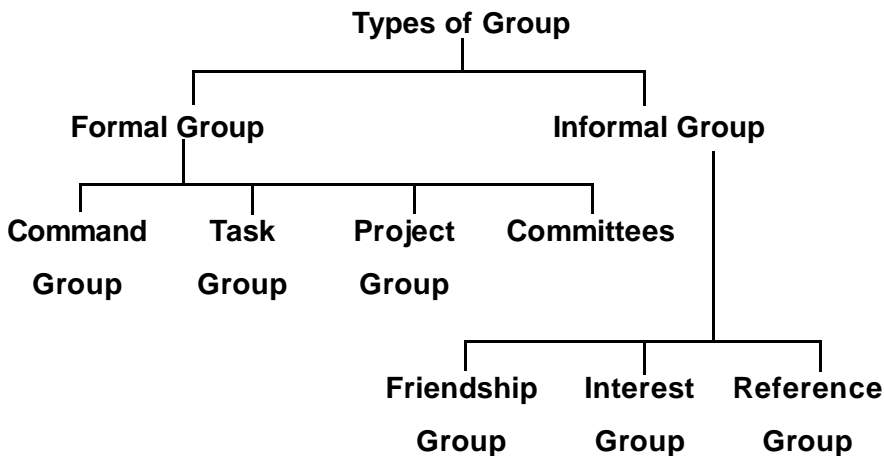 Types of Group
Formal Group
Informal Group
Command
Group
Task
Group
Project
Group
Committees
Friendship
Group
Interest
Group
Reference
Group